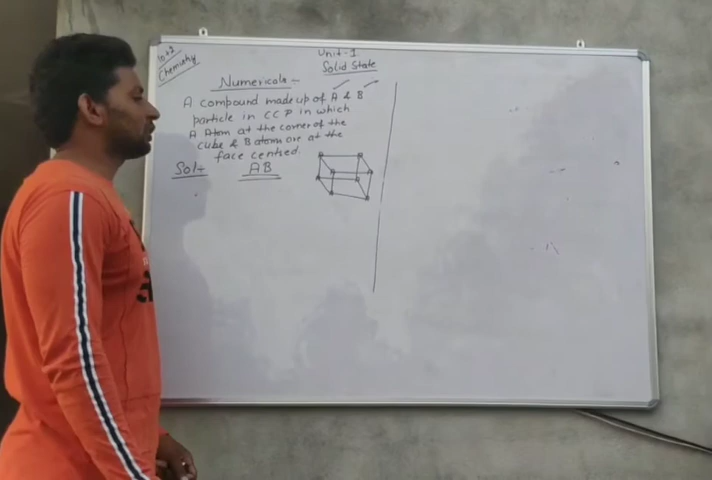 10+2
Chemistry
Unit-1
Solid State
Numericals -
A compound made up of A & B
particle in CCP in which
A Atom at the corner of the
cube & B atom are at the
face centred.
Sol:-
AB